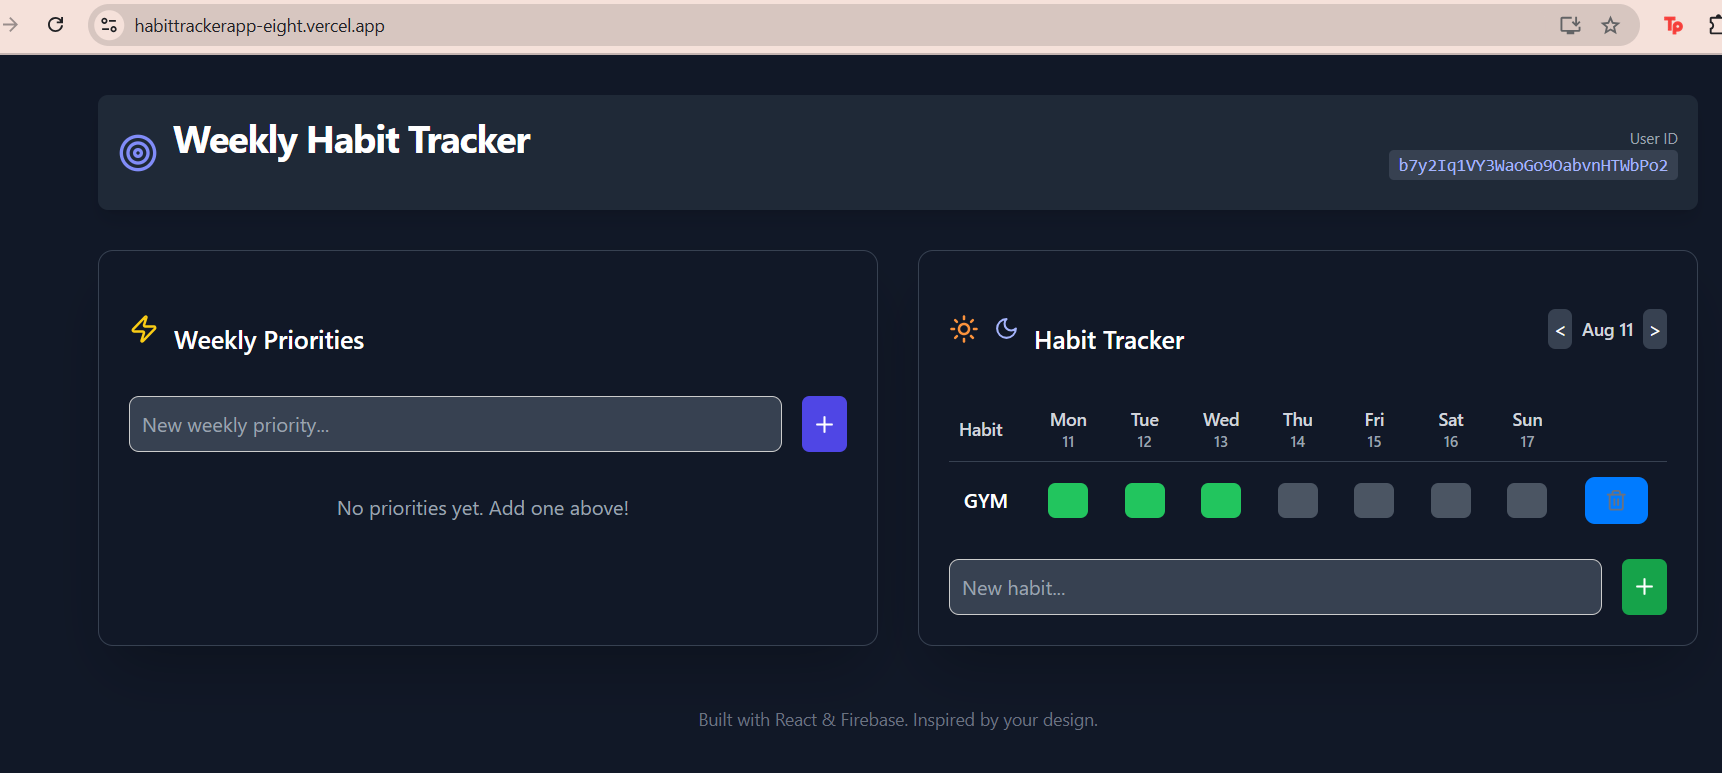 habittrackerapp-eight.vercel.app
Tp
Weekly Habit Tracker
User ID
b7y2Iq1VY3WaoGo9OabvnHTWbPo2
Weekly Priorities
New weekly priority...
+
No priorities yet. Add one above!
Habit Tracker
< Aug 11 >
Habit Mon Tue Wed Thu Fri Sat Sun
11 12 13 14 15 16 17
GYM
New habit...
+
Built with React & Firebase. Inspired by your design.